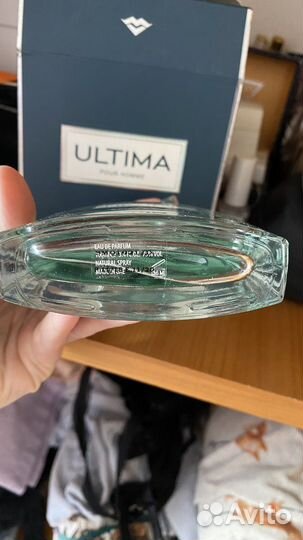 ULTIMA
POUR HOMME
EAU DE PARFUM
NATURAL SPRAY
Avito